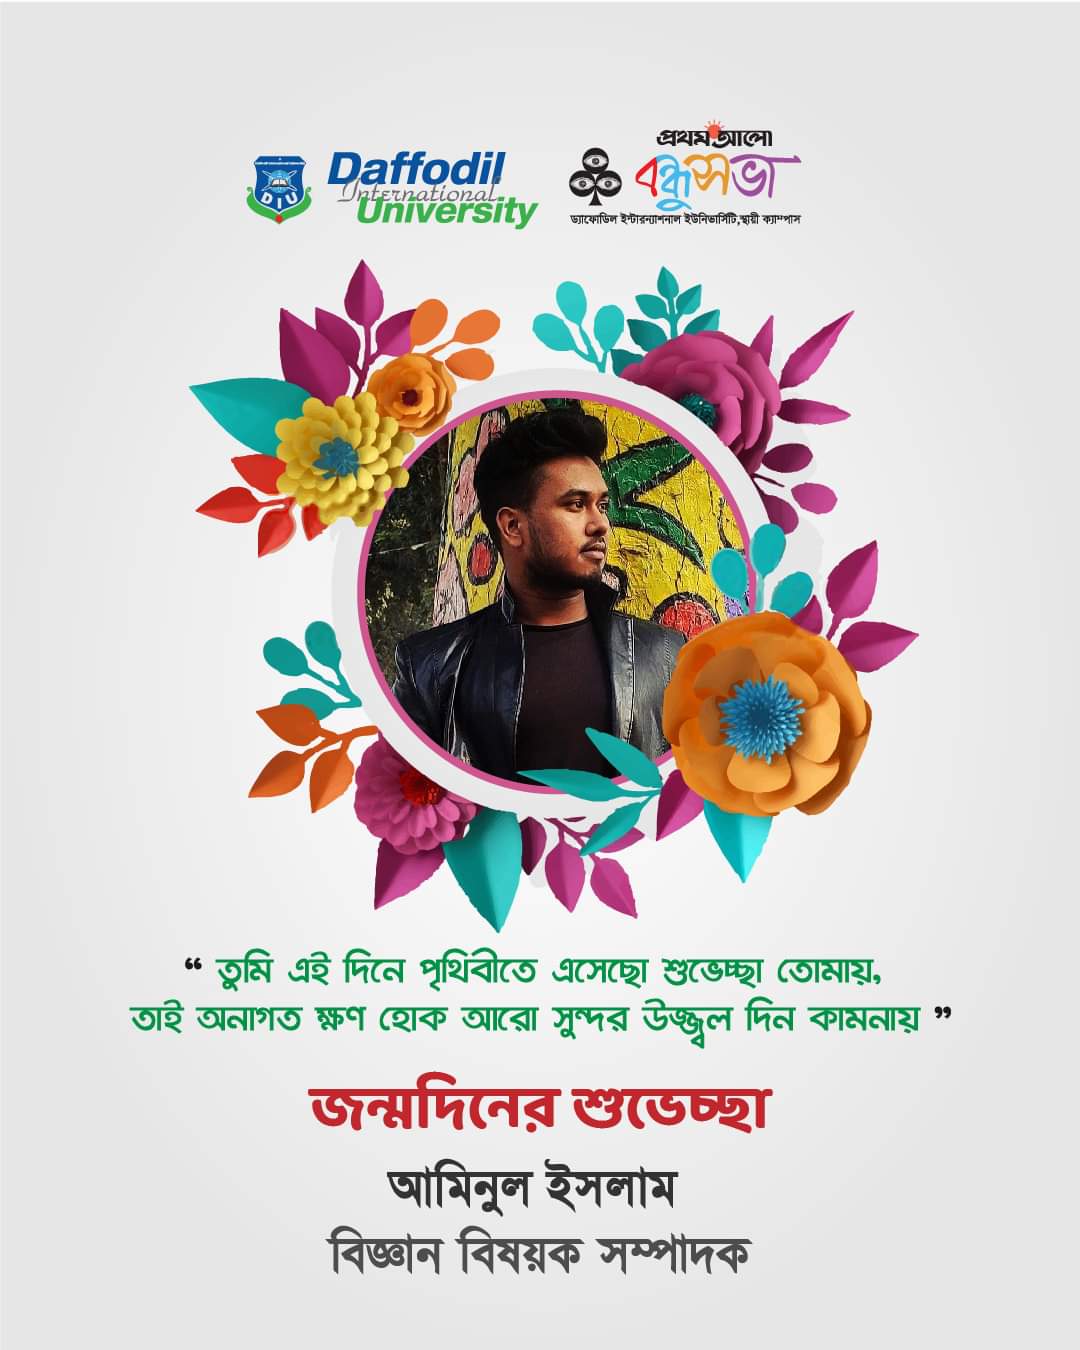 DIU
Daffodil
International
University
প্রথম আলো
বন্ধুসভা
ড্যাফোডিল ইন্টারন্যাশনাল ইউনিভার্সিটি,স্থায়ী ক্যাম্পাস
“ তুমি এই দিনে পৃথিবীতে এসেছো শুভেচ্ছা তোমায়,
তাই অনাগত ক্ষণ হোক আরো সুন্দর উজ্জ্বল দিন কামনায় ”
জন্মদিনের শুভেচ্ছা
আমিনুল ইসলাম
বিজ্ঞান বিষয়ক সম্পাদক